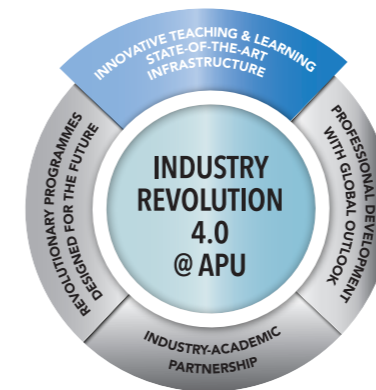 INNOVATIVE TEACHING & LEARNING
STATE-OF-THE-ART
INFRASTRUCTURE
PROFESSIONAL DEVELOPMENT
WITH GLOBAL OUTLOOK
INDUSTRY-ACADEMIC
PARTNERSHIP
REVOLUTIONARY PROGRAMMES
DESIGNED FOR THE FUTURE
INDUSTRY
REVOLUTION
4.0
@ APU